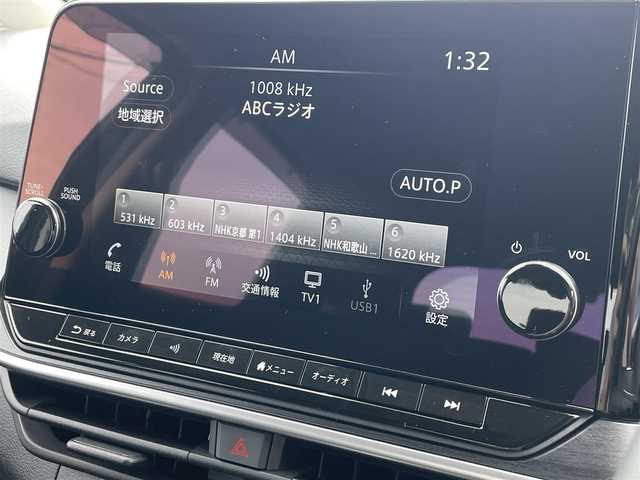 AM
1:32
Source
1008 kHz
地域選択
ABCラジオ
AUTO.P
TUNE·
SCROLL
PUSH
SOUND
1
531 kHz
2
603 kHz
3
NHK京都 第1
4
1404 kHz
5
NHK和歌山 ...
6
1620 kHz
VOL
電話
AM
FM
交通情報
TV1
USB1
設定
戻る
カメラ
現在地
メニュー
オーディオ